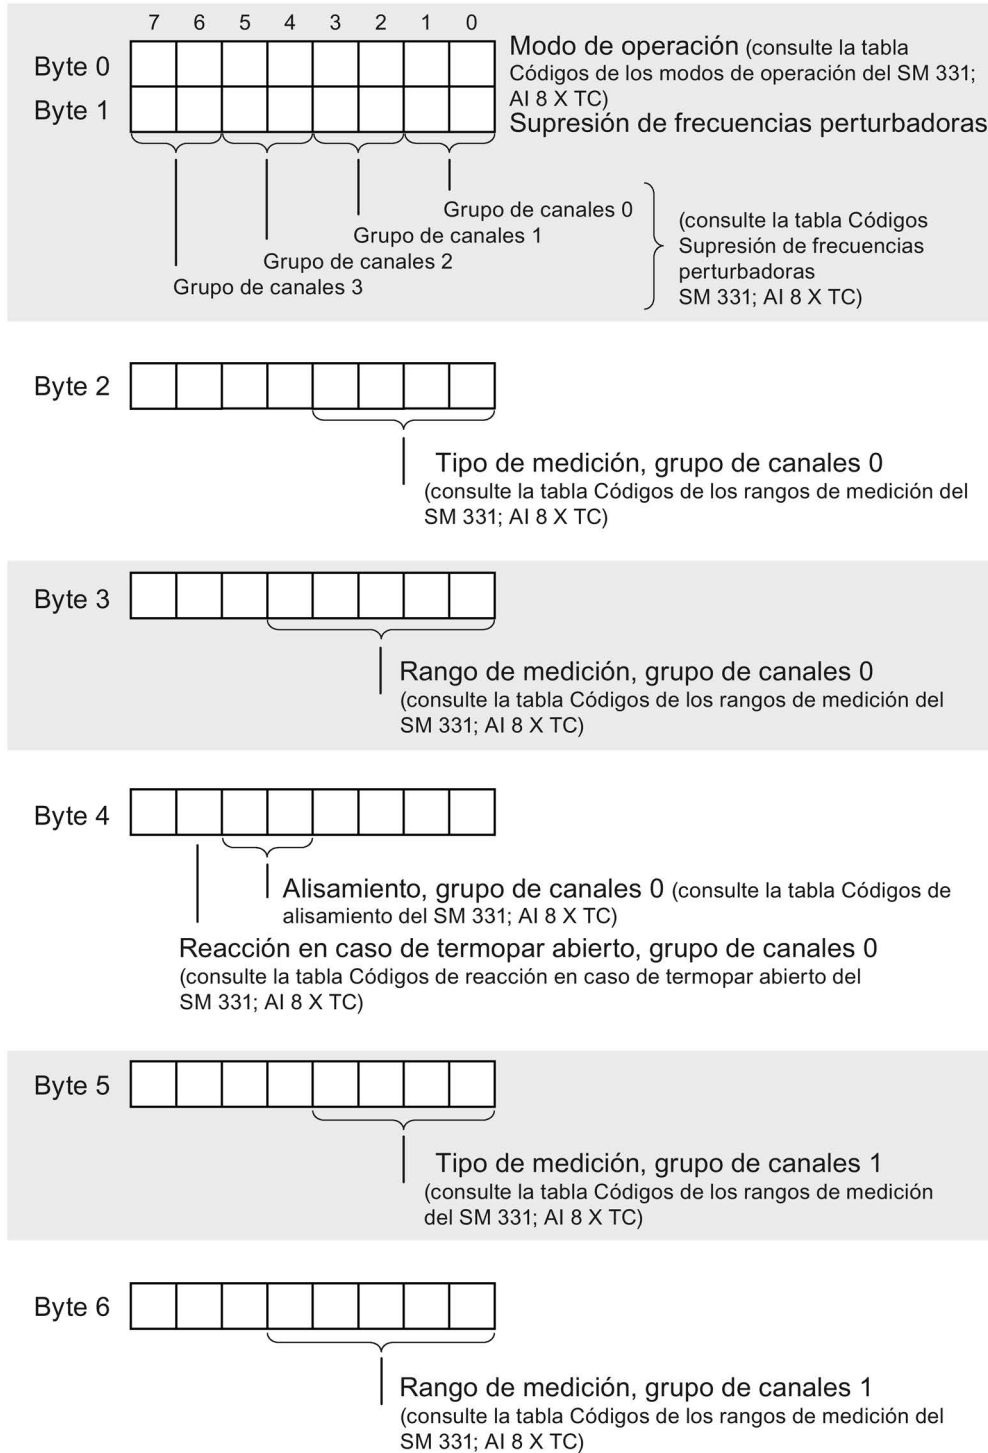 7 6 5 4 3 2 1 0
Byte 0
Modo de operación (consulte la tabla
Códigos de los modos de operación del SM 331;
AI 8 X TC)
Byte 1
Supresión de frecuencias perturbadoras
Grupo de canales 0
Grupo de canales 1
Grupo de canales 2
Grupo de canales 3
(consulte la tabla Códigos
Supresión de frecuencias
perturbadoras
SM 331; AI 8 X TC)
Byte 2
Tipo de medición, grupo de canales 0
(consulte la tabla Códigos de los rangos de medición del
SM 331; AI 8 X TC)
Byte 3
Rango de medición, grupo de canales 0
(consulte la tabla Códigos de los rangos de medición del
SM 331; AI 8 X TC)
Byte 4
Alisamiento, grupo de canales 0 (consulte la tabla Códigos de
alisamiento del SM 331; AI 8 X TC)
Reacción en caso de termopar abierto, grupo de canales 0
(consulte la tabla Códigos de reacción en caso de termopar abierto del
SM 331; AI 8 X TC)
Byte 5
Tipo de medición, grupo de canales 1
(consulte la tabla Códigos de los rangos de medición
del SM 331; AI 8 X TC)
Byte 6
Rango de medición, grupo de canales 1
(consulte la tabla Códigos de los rangos de medición del
SM 331; AI 8 X TC)